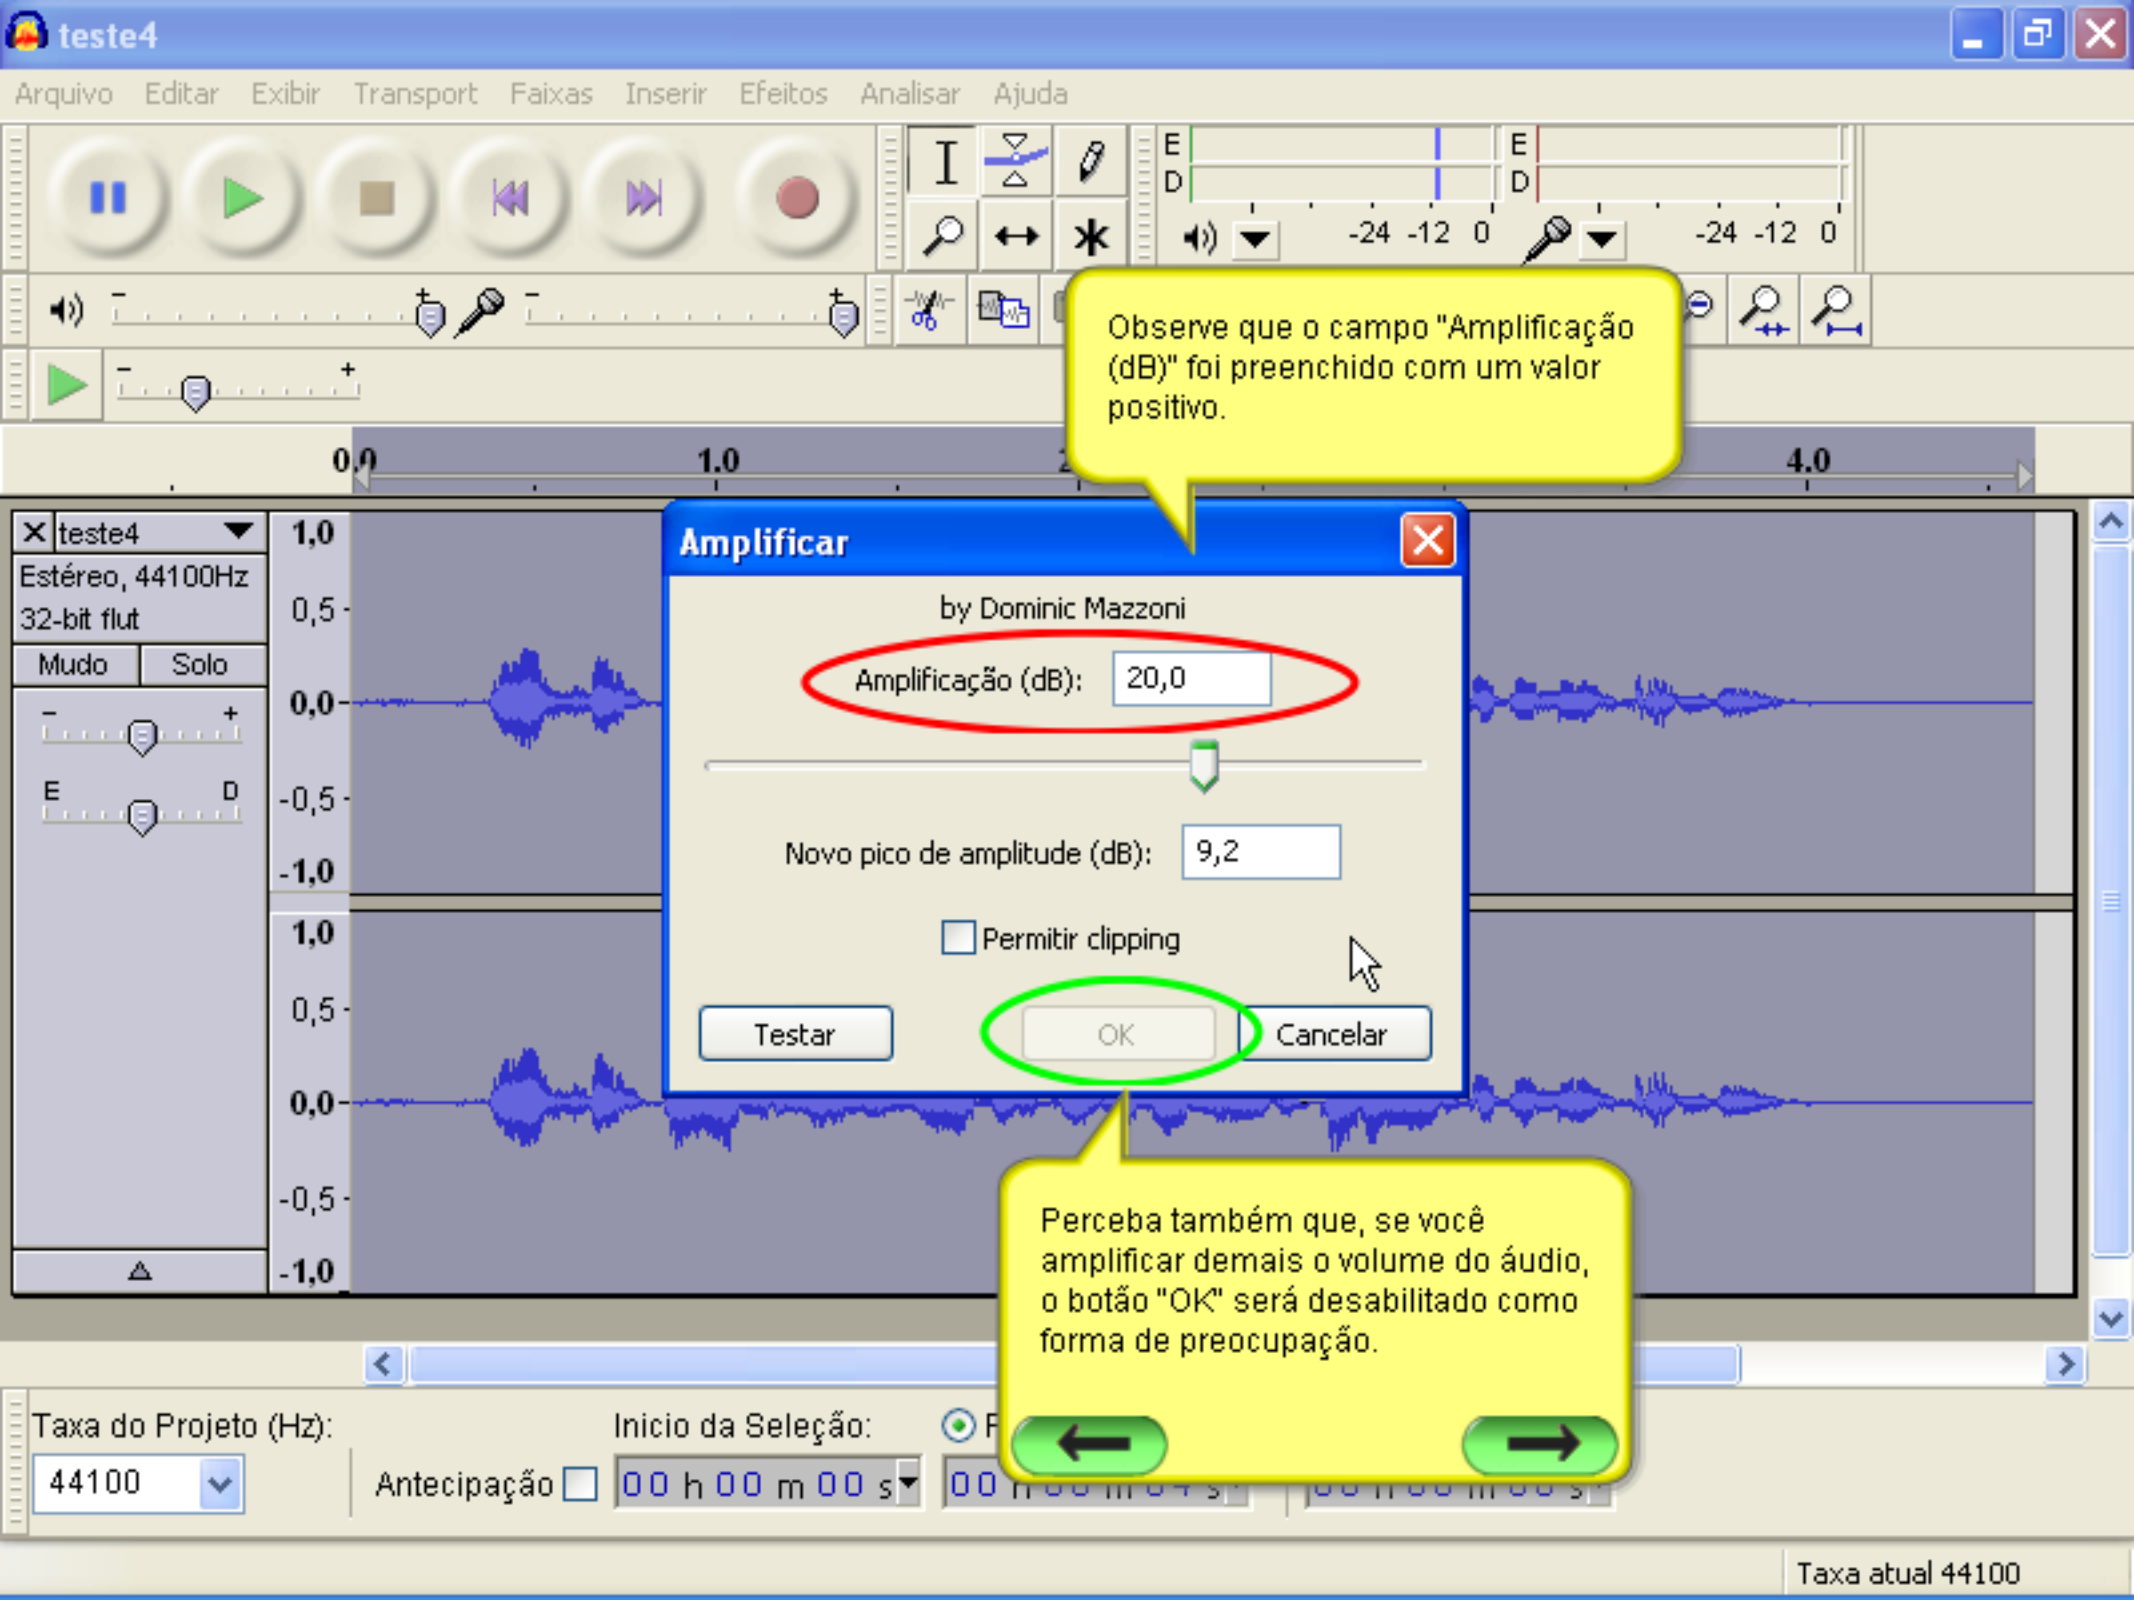 teste4
Arquivo Editar Exibir Transport Faixas Inserir Efeitos Analisar Ajuda
E
D
-24 -12 0
E
D
-24 -12 0
- +
- +
- +
Observe que o campo "Amplificação
(dB)" foi preenchido com um valor
positivo.
0,0 1.0 4.0
teste4
Estéreo, 44100Hz
32-bit flut
Mudo Solo
- +
E D
1,0
0,5
0,0
-0,5
-1,0
1,0
0,5
0,0
-0,5
-1,0
Amplificar
by Dominic Mazzoni
Amplificação (dB): 20,0
Novo pico de amplitude (dB): 9,2
Permitir clipping
Testar OK Cancelar
Perceba também que, se você
amplificar demais o volume do áudio,
o botão "OK" será desabilitado como
forma de preocupação.
Taxa do Projeto (Hz):
44100
Antecipação
Inicio da Seleção:
00 h 00 m 00 s
Taxa atual 44100